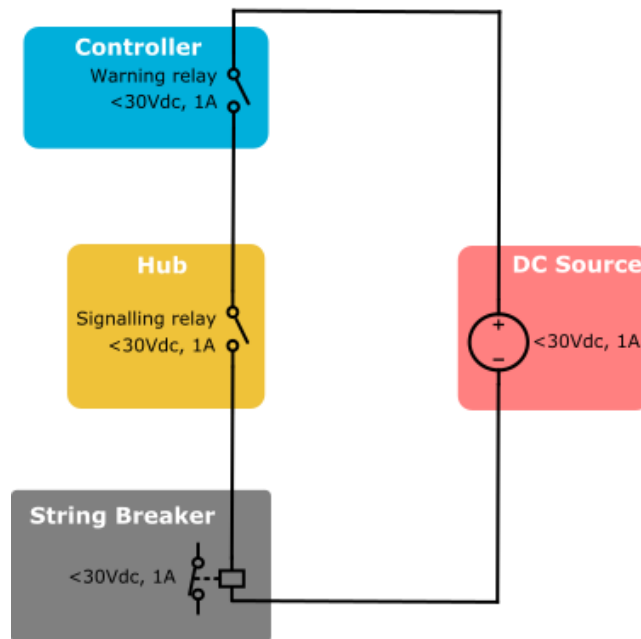 Controller
Warning relay
<30Vdc, 1A
Hub
Signalling relay
<30Vdc, 1A
DC Source
+
<30Vdc, 1A
−
String Breaker
<30Vdc, 1A